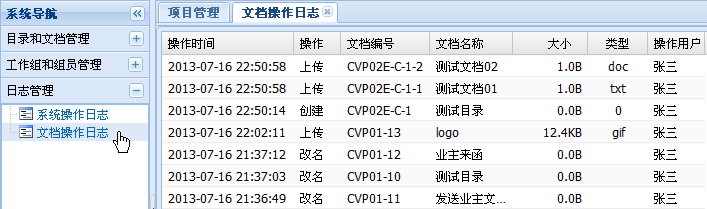 系统导航
目录和文档管理
工作组和组员管理
日志管理
系统操作日志
文档操作日志
项目管理 文档操作日志
操作时间 操作 文档编号 文档名称 大小 类型 操作用户
2013-07-16 22:50:58 上传 CVP02E-C-1-2 测试文档02 1.0B doc 张三
2013-07-16 22:50:58 上传 CVP02E-C-1-1 测试文档01 1.0B txt 张三
2013-07-16 22:50:14 创建 CVP02E-C-1 测试目录 0.0B 0 张三
2013-07-16 22:02:11 上传 CVP01-13 logo 12.4KB gif 张三
2013-07-16 21:37:12 改名 CVP01-12 业主来函 0.0B 张三
2013-07-16 21:37:03 改名 CVP01-10 测试目录 0.0B 张三
2013-07-16 21:36:49 改名 CVP01-11 发送业主文... 0.0B 张三